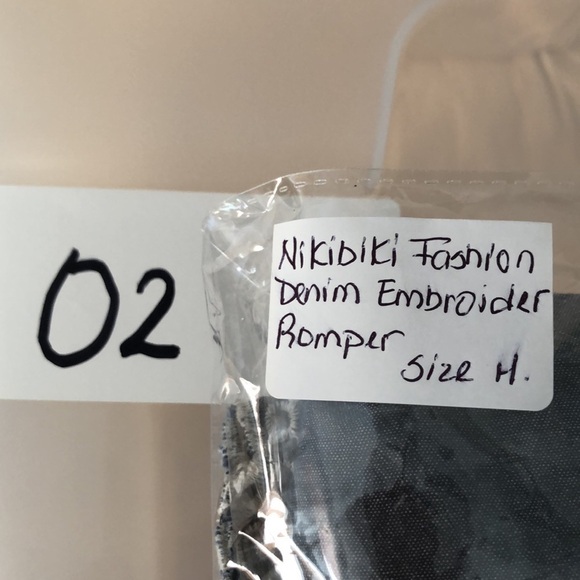 02
Nikibiki Fashion
Denim Embroider
Romper
Size M.